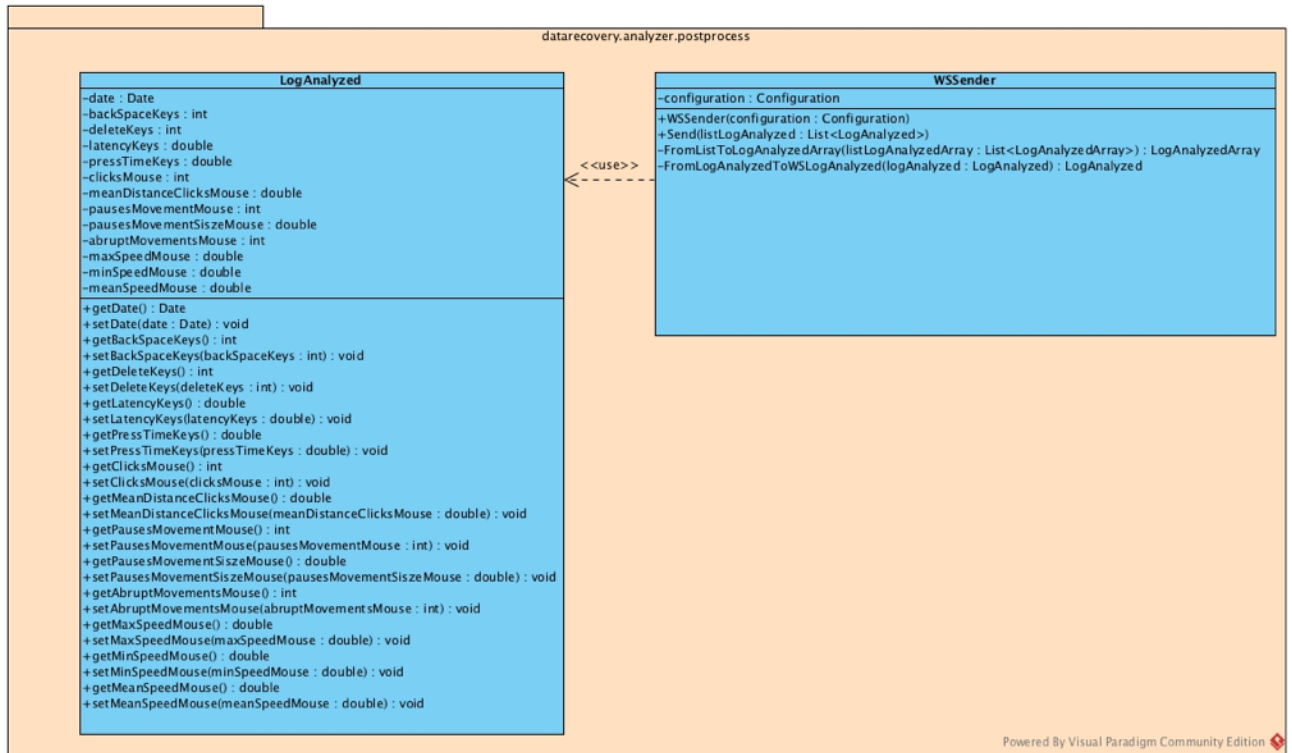 datarecovery.analyzer.postprocess
LogAnalyzed
-date : Date
-backSpaceKeys : int
-deleteKeys : int
-latencyKeys : double
-pressTimeKeys : double
-clicksMouse : int
-meanDistanceClicksMouse : double
-pausesMovementMouse : int
-pausesMovementSiszeMouse : double
-abruptMovementsMouse : int
-maxSpeedMouse : double
-minSpeedMouse : double
-meanSpeedMouse : double
+getDate() : Date
+setDate(date : Date) : void
+getBackSpaceKeys() : int
+setBackSpaceKeys(backSpaceKeys : int) : void
+getDeleteKeys() : int
+setDeleteKeys(deleteKeys : int) : void
+getLatencyKeys() : double
+setLatencyKeys(latencyKeys : double) : void
+getPressTimeKeys() : double
+setPressTimeKeys(pressTimeKeys : double) : void
+getClicksMouse() : int
+setClicksMouse(clicksMouse : int) : void
+getMeanDistanceClicksMouse() : double
+setMeanDistanceClicksMouse(meanDistanceClicksMouse : double) : void
+getPausesMovementMouse() : int
+setPausesMovementMouse(pausesMovementMouse : int) : void
+getPausesMovementSiszeMouse() : double
+setPausesMovementSiszeMouse(pausesMovementSiszeMouse : double) : void
+getAbruptMovementsMouse() : int
+setAbruptMovementsMouse(abruptMovementsMouse : int) : void
+getMaxSpeedMouse() : double
+setMaxSpeedMouse(maxSpeedMouse : double) : void
+getMinSpeedMouse() : double
+setMinSpeedMouse(minSpeedMouse : double) : void
+getMeanSpeedMouse() : double
+setMeanSpeedMouse(meanSpeedMouse : double) : void
<<use>>
WSSender
-configuration : Configuration
+WSSender(configuration : Configuration)
+Send(listLogAnalyzed : List<LogAnalyzed>)
-FromListToLogAnalyzedArray(listLogAnalyzedArray : List<LogAnalyzedArray>) : LogAnalyzedArray
-FromLogAnalyzedToWSLogAnalyzed(logAnalyzed : LogAnalyzed) : LogAnalyzed
Powered By Visual Paradigm Community Edition